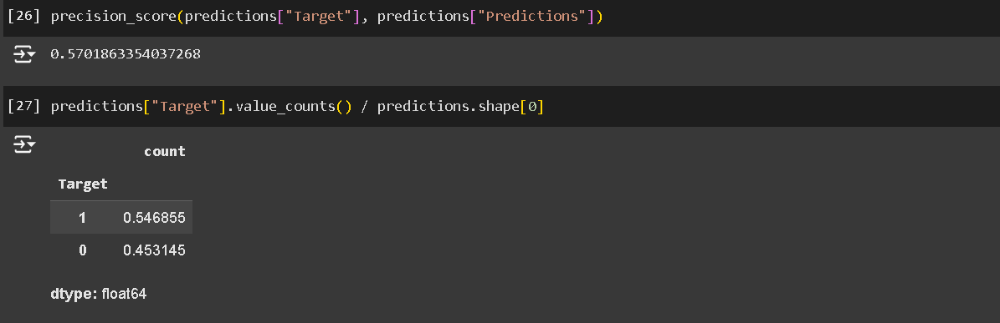 [26] precision_score(predictions["Target"], predictions["Predictions"])
0.5701863354037268
[27] predictions["Target"].value_counts() / predictions.shape[0]
count
Target
1 0.546855
0 0.453145
dtype: float64